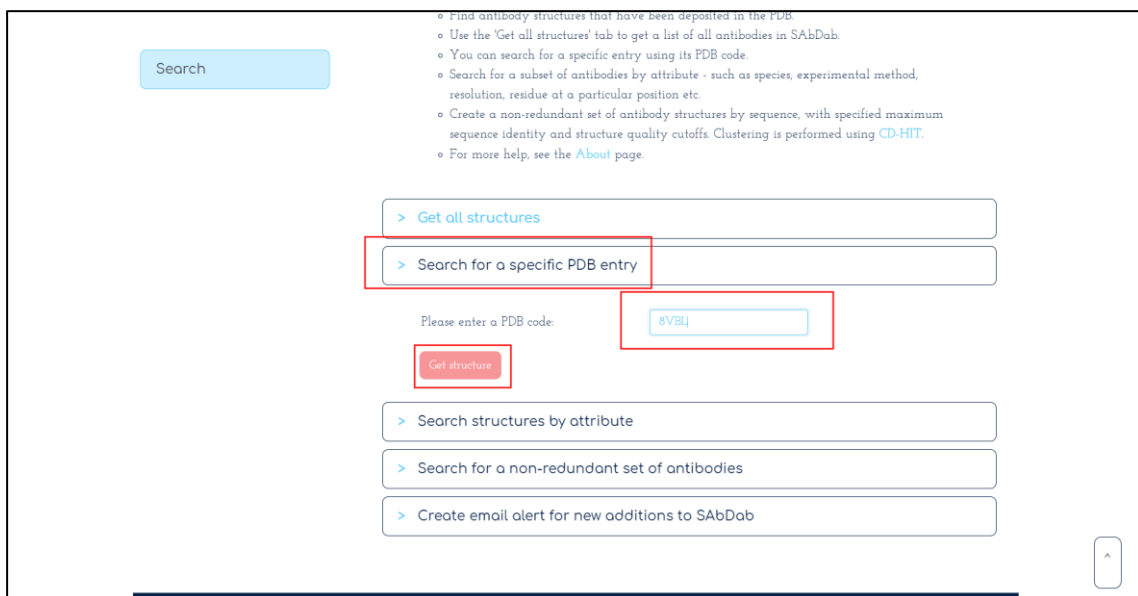 Find antibody structures that have been deposited in the PDB.
Use the 'Get all structures' tab to get a list of all antibodies in SAbDab.
You can search for a specific entry using its PDB code.
Search
Search for a subset of antibodies by attribute - such as species, experimental method,
resolution, residue at a particular position etc.
Create a non-redundant set of antibody structures by sequence, with specified maximum
sequence identity and structure quality cutoffs. Clustering is performed using CD-HIT.
For more help, see the About page.
> Get all structures
> Search for a specific PDB entry
Please enter a PDB code: 8VBL
Get structure
> Search structures by attribute
> Search for a non-redundant set of antibodies
> Create email alert for new additions to SAbDab
^